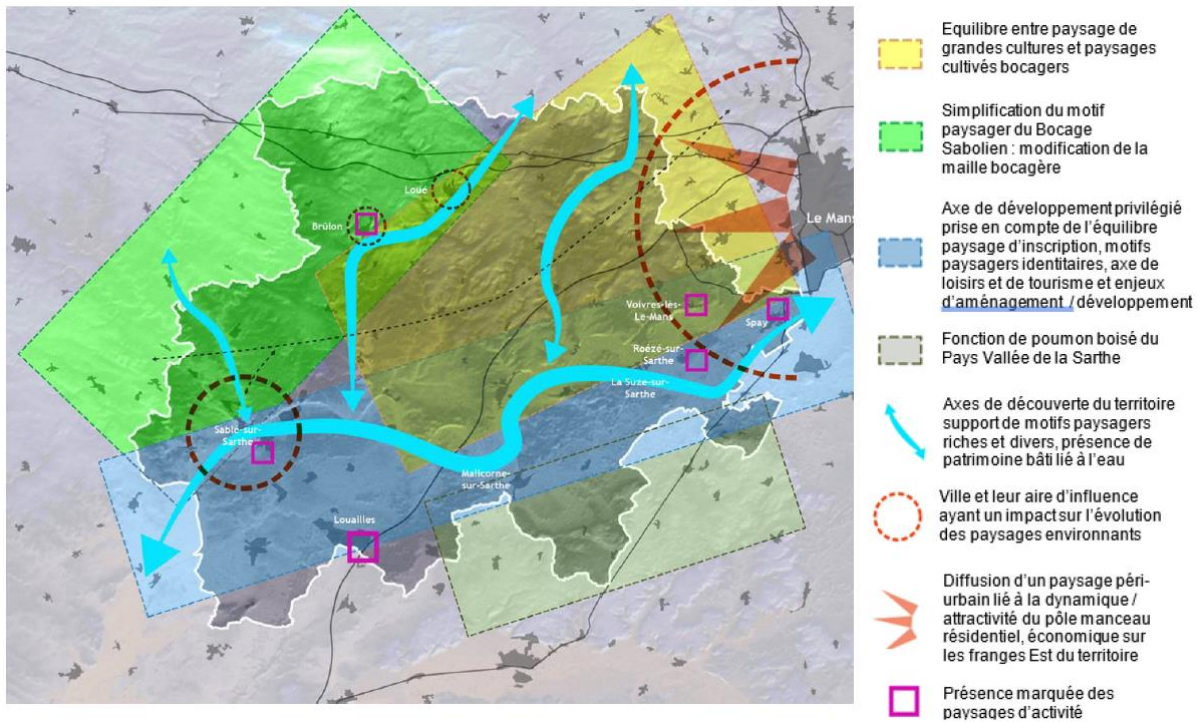 Loué
Brûlon
Le Mans
Voivres-lès-
Le-Mans
Spay
Roézé-sur-
Sarthe
La Suze-sur-
Sarthe
Sablé-sur-
Sarthe
Malicorne-
sur-Sarthe
Louailles
Equilibre entre paysage de
grandes cultures et paysages
cultivés bocagers
Simplification du motif
paysager du Bocage
Sabolien : modification de la
maille bocagère
Axe de développement privilégié
prise en compte de l'équilibre
paysage d'inscription, motifs
paysagers identitaires, axe de
loisirs et de tourisme et enjeux
d'aménagement / développement
Fonction de poumon boisé du
Pays Vallée de la Sarthe
Axes de découverte du territoire
support de motifs paysagers
riches et divers, présence de
patrimoine bâti lié à l'eau
Ville et leur aire d'influence
ayant un impact sur l'évolution
des paysages environnants
Diffusion d'un paysage péri-
urbain lié à la dynamique /
attractivité du pôle manceau
résidentiel, économique sur
les franges Est du territoire
Présence marquée des
paysages d'activité